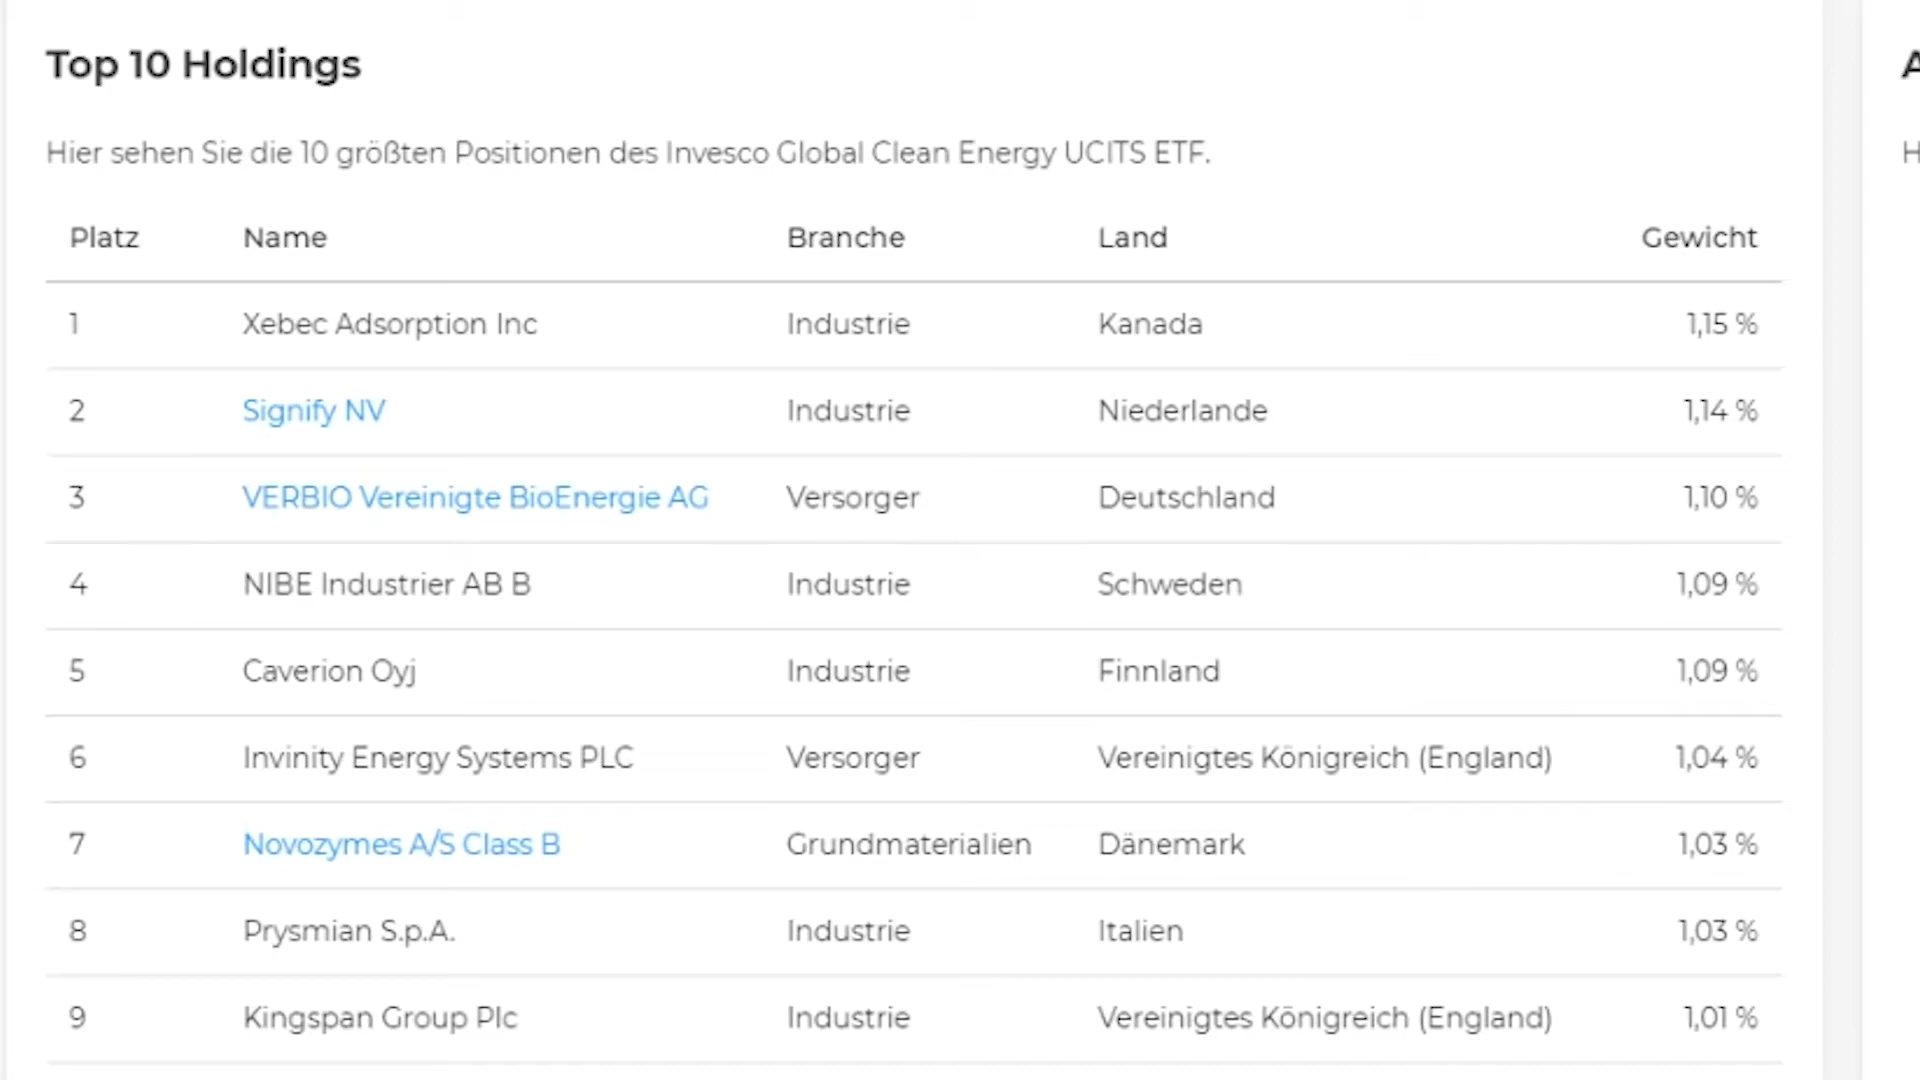 Top 10 Holdings
Hier sehen Sie die 10 größten Positionen des Invesco Global Clean Energy UCITS ETF.
Platz Name Branche Land Gewicht
1 Xebec Adsorption Inc Industrie Kanada 1,15 %
2 Signify NV Industrie Niederlande 1,14 %
3 VERBIO Vereinigte BioEnergie AG Versorger Deutschland 1,10 %
4 NIBE Industrier AB B Industrie Schweden 1,09 %
5 Caverion Oyj Industrie Finnland 1,09 %
6 Invinity Energy Systems PLC Versorger Vereinigtes Königreich (England) 1,04 %
7 Novozymes A/S Class B Grundmaterialien Dänemark 1,03 %
8 Prysmian S.p.A. Industrie Italien 1,03 %
9 Kingspan Group Plc Industrie Vereinigtes Königreich (England) 1,01 %